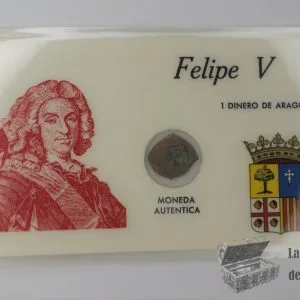 Felipe V
1 DINERO DE ARAG
MONEDA
AUTENTICA
La
de